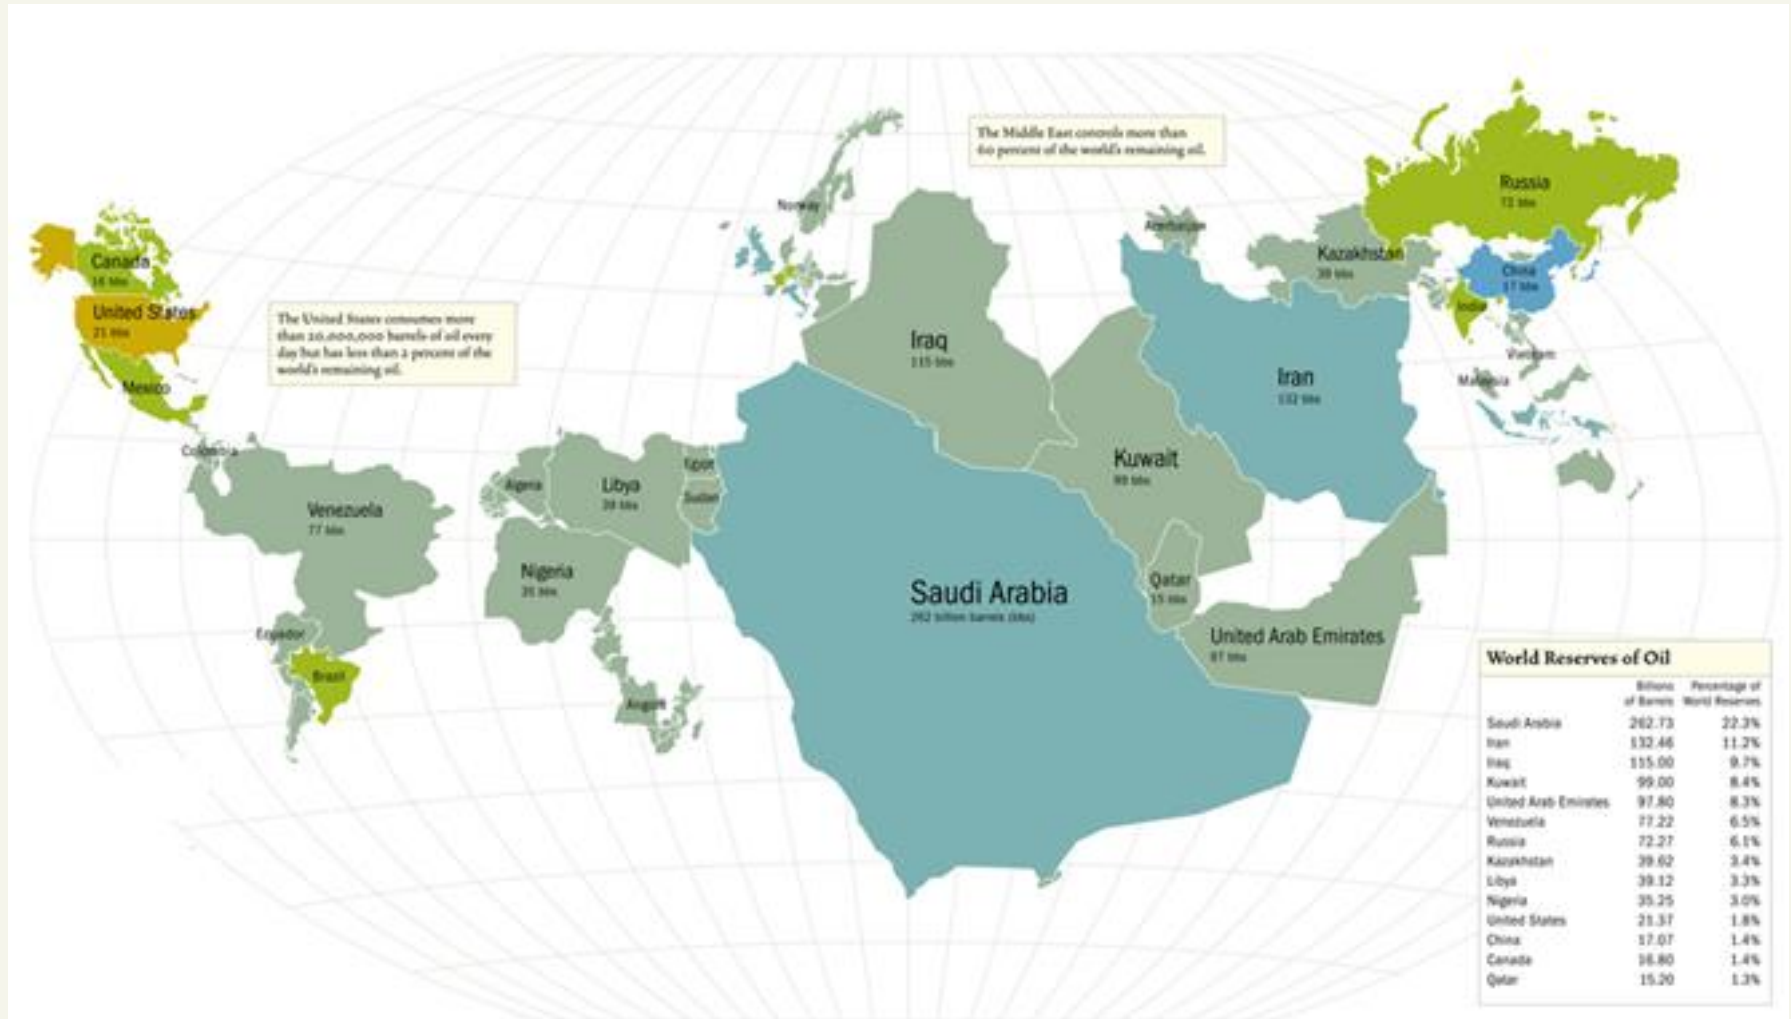 The Middle East controls more than
60 percent of the world's remaining oil.
Norway
Azerbaijan
Russia
72 bbs
Kazakhstan
39 bbs
China
17 bbs
India
Vietnam
Malaysia
Canada
16 bbs
United States
21 bbs
Mexico
The United States consumes more
than 20,000,000 barrels of oil every
day but has less than 2 percent of the
world's remaining oil.
Iraq
115 bbs
Iran
132 bbs
Kuwait
99 bbs
Colombia
Venezuela
77 bbs
Ecuador
Brazil
Algeria
Libya
39 bbs
Egypt
Sudan
Nigeria
35 bbs
Angola
Saudi Arabia
262 billion barrels (bbs)
Qatar
15 bbs
United Arab Emirates
97 bbs
World Reserves of Oil
Billions Percentage of
of Barrels World Reserves
Saudi Arabia 262.73 22.3%
Iran 132.46 11.2%
Iraq 115.00 9.7%
Kuwait 99.00 8.4%
United Arab Emirates 97.80 8.3%
Venezuela 77.22 6.5%
Russia 72.27 6.1%
Kazakhstan 39.62 3.4%
Libya 39.12 3.3%
Nigeria 35.25 3.0%
United States 21.37 1.8%
China 17.07 1.4%
Canada 16.80 1.4%
Qatar 15.20 1.3%